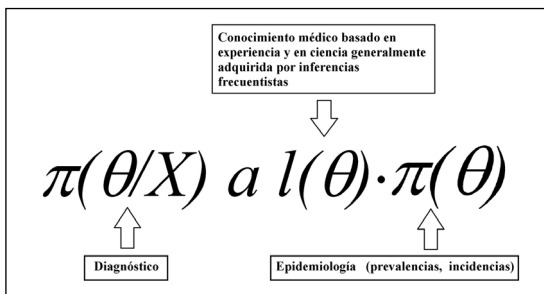 Conocimiento médico basado en
experiencia y en ciencia generalmente
adquirida por inferencias
frecuentistas
π(θ/X) a l(θ)·π(θ)
Diagnóstico
Epidemiología (prevalencias, incidencias)